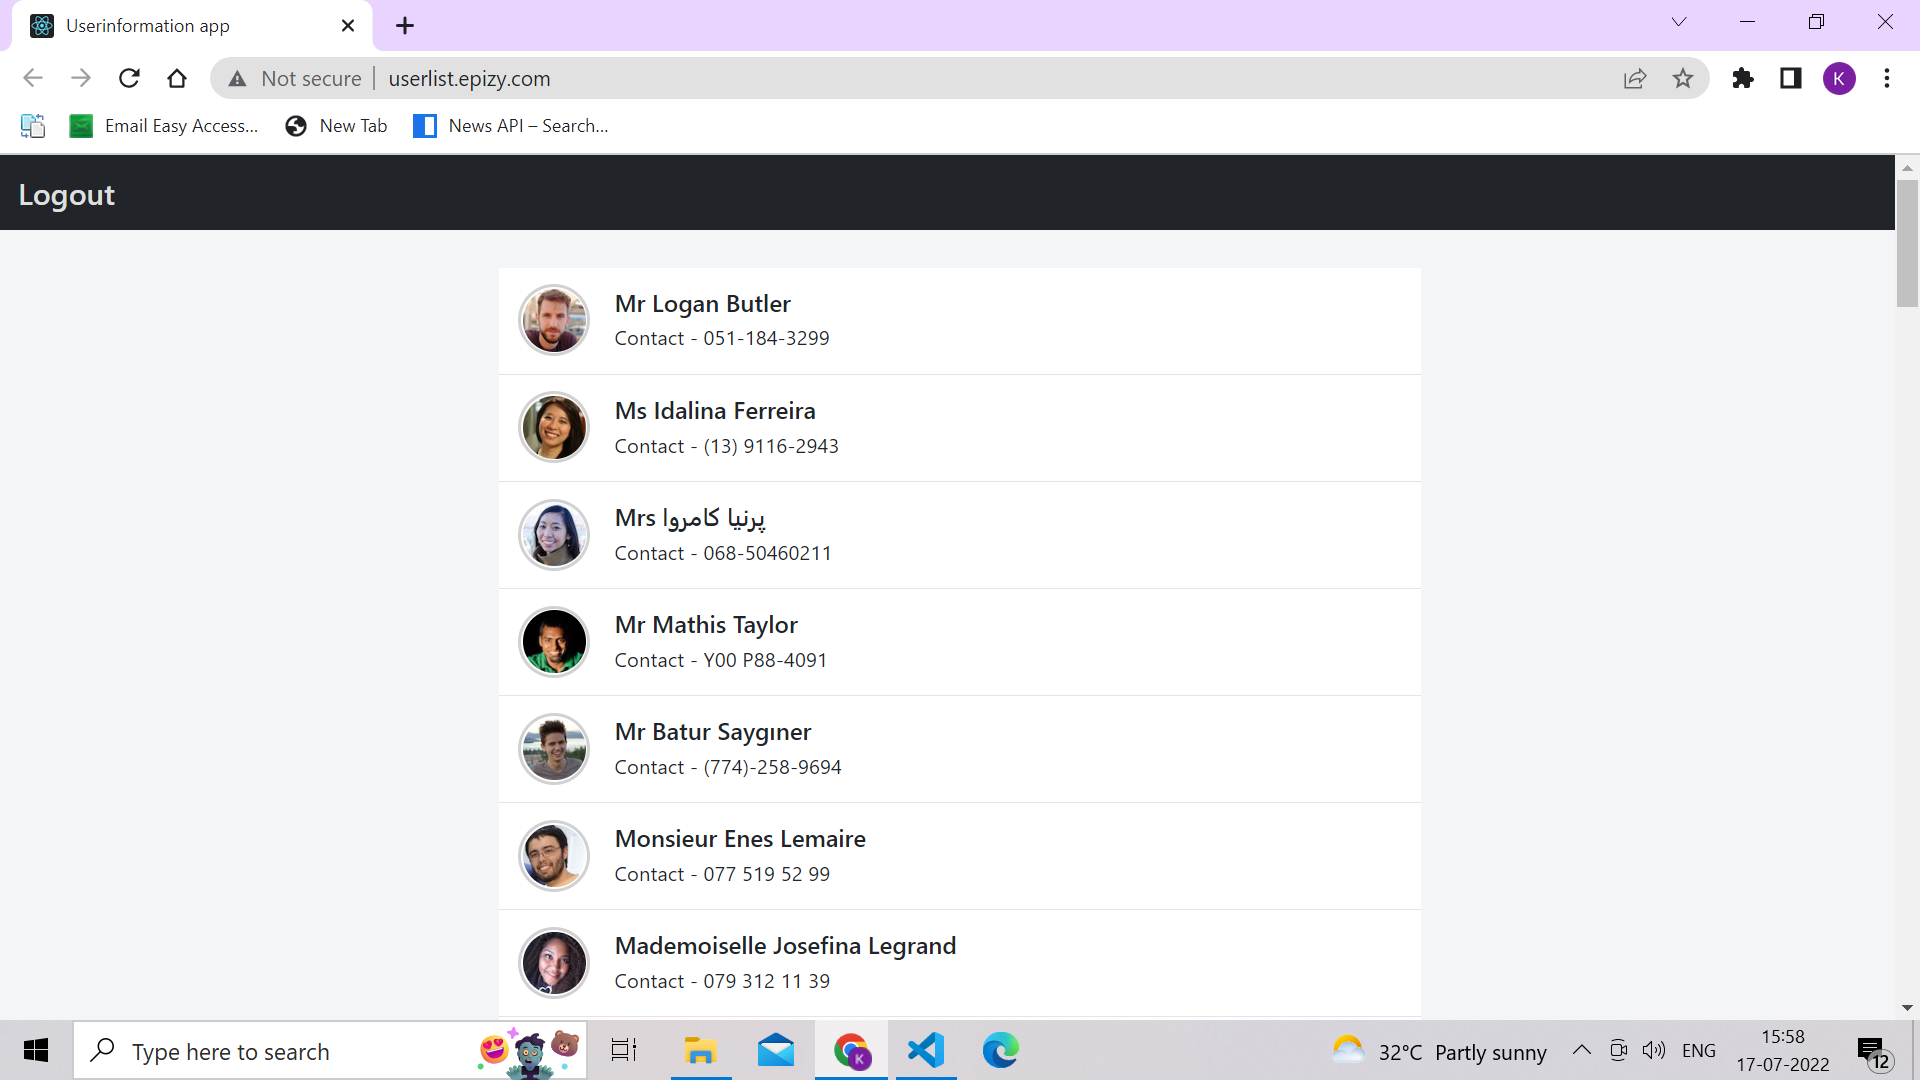 Userinformation app
Not secure
userlist.epizy.com
K
Email Easy Access...
New Tab
News API – Search...
Logout
Mr Logan Butler
Contact - 051-184-3299
Ms Idalina Ferreira
Contact - (13) 9116-2943
Mrs پرنیا کامروا
Contact - 068-50460211
Mr Mathis Taylor
Contact - Y00 P88-4091
Mr Batur Saygıner
Contact - (774)-258-9694
Monsieur Enes Lemaire
Contact - 077 519 52 99
Mademoiselle Josefina Legrand
Contact - 079 312 11 39
Type here to search
K
32°C Partly sunny
ENG
15:58
17-07-2022
12